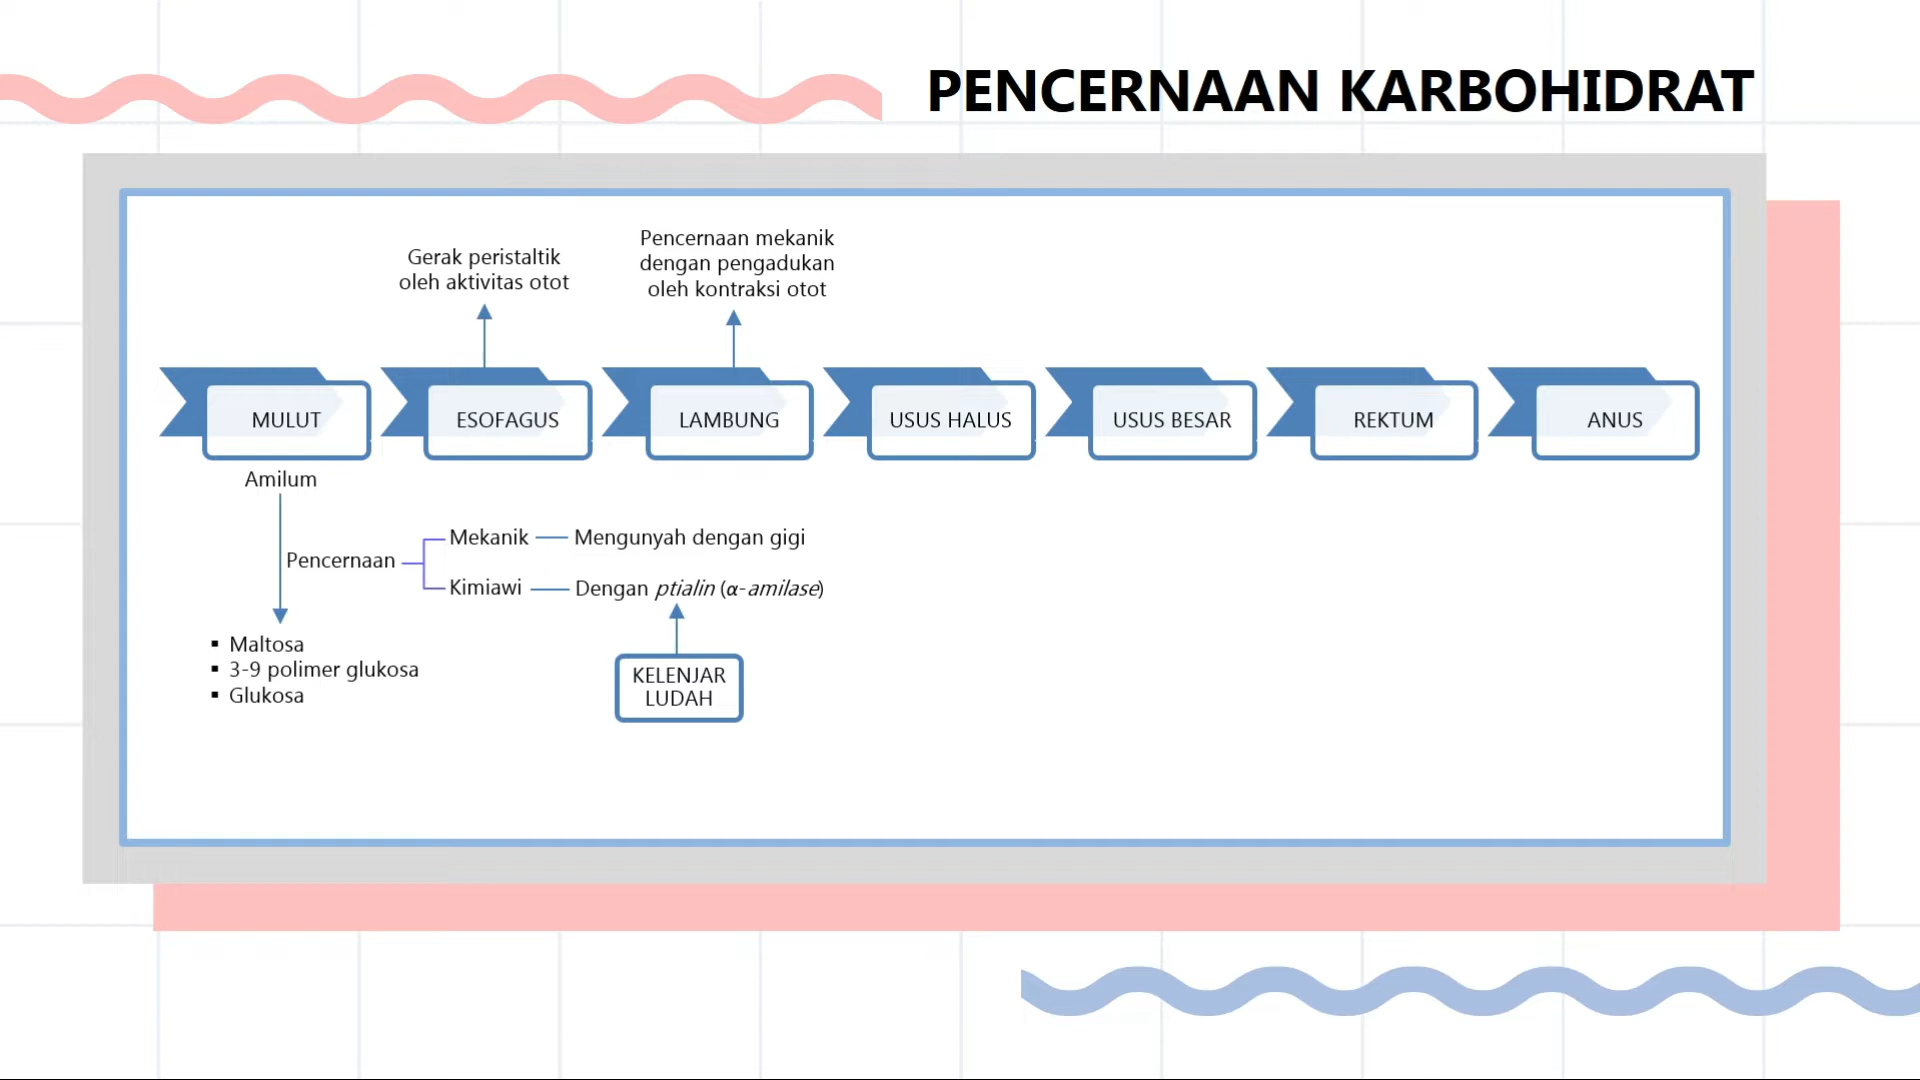 PENCERNAAN KARBOHIDRAT
Gerak peristaltik
oleh aktivitas otot
Pencernaan mekanik
dengan pengadukan
oleh kontraksi otot
MULUT
ESOFAGUS
LAMBUNG
USUS HALUS
USUS BESAR
REKTUM
ANUS
Amilum
Pencernaan
Mekanik
Mengunyah dengan gigi
Kimiawi
Dengan ptialin (α-amilase)
▪ Maltosa
▪ 3-9 polimer glukosa
▪ Glukosa
KELENJAR
LUDAH